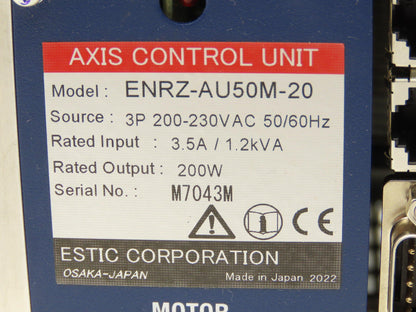 AXIS CONTROL UNIT
Model : ENRZ-AU50M-20
Source : 3P 200-230VAC 50/60Hz
Rated Input : 3.5A / 1.2kVA
Rated Output : 200W
Serial No. : M7043M
CE
ESTIC CORPORATION
OSAKA-JAPAN Made in Japan 2022
MOTOR